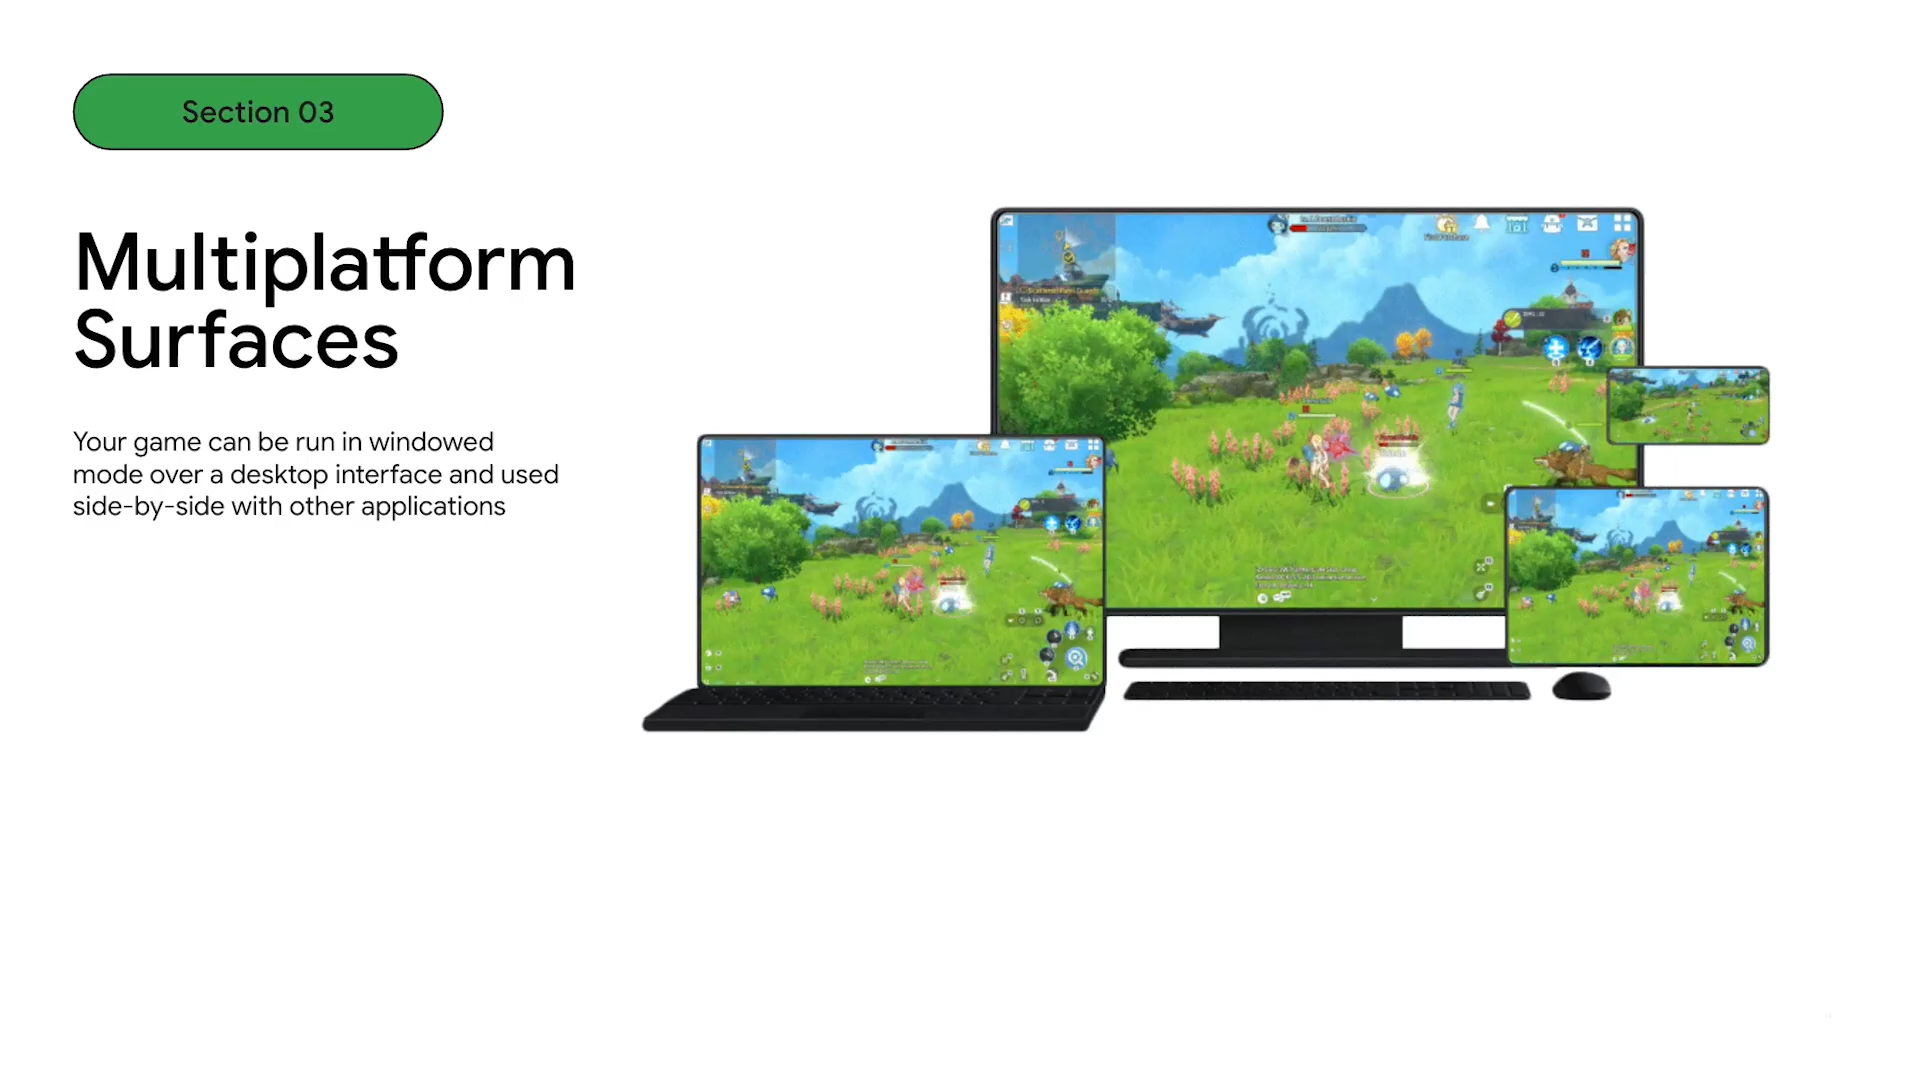 Section 03
Multiplatform
Surfaces
Your game can be run in windowed
mode over a desktop interface and used
side-by-side with other applications